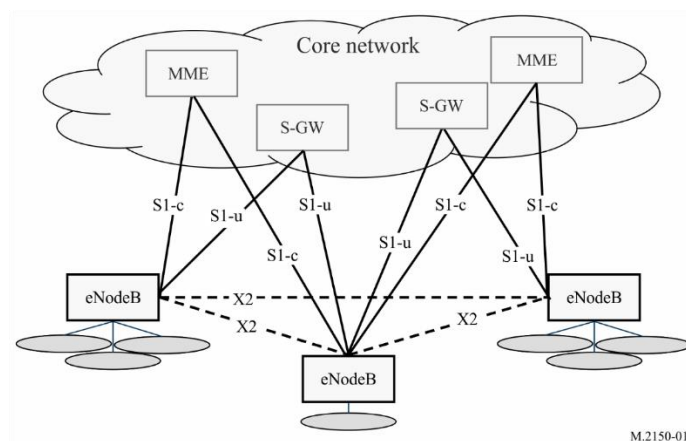 Core network
MME
MME
S-GW
S-GW
S1-c
S1-u
S1-u
S1-c
S1-c
S1-u
S1-c
S1-u
eNodeB
X2
eNodeB
X2
X2
eNodeB
M.2150-01